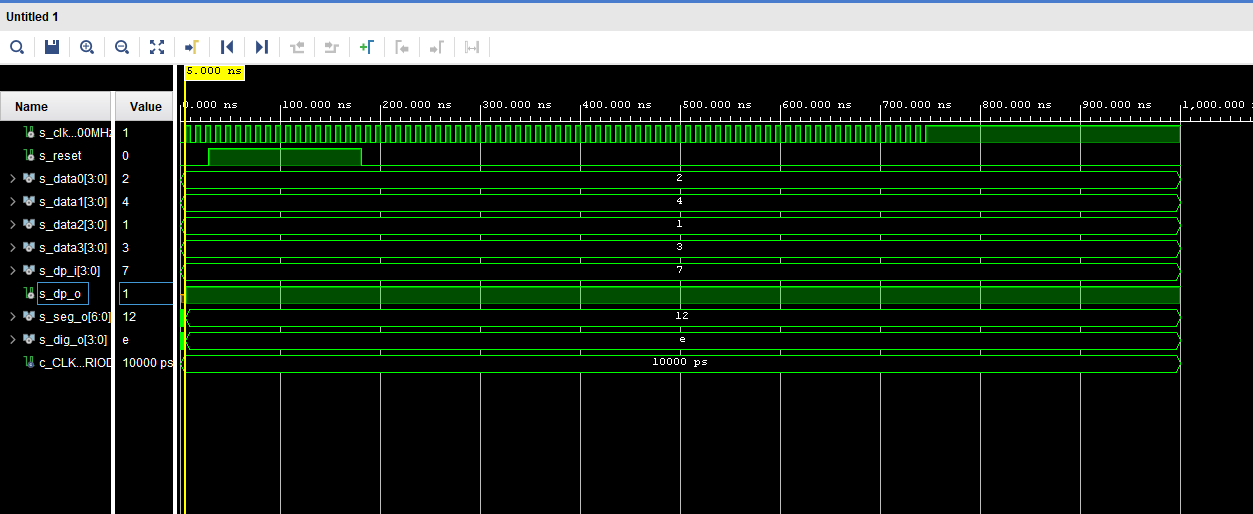 Untitled 1
5.000 ns
Name Value
0.000 ns 100.000 ns 200.000 ns 300.000 ns 400.000 ns 500.000 ns 600.000 ns 700.000 ns 800.000 ns 900.000 ns 1,000.000 ns
s_clk...00MHz 1
s_reset 0
s_data0[3:0] 2 2
s_data1[3:0] 4 4
s_data2[3:0] 1 1
s_data3[3:0] 3 3
s_dp_i[3:0] 7 7
s_dp_o 1
s_seg_o[6:0] 12 12
s_dig_o[3:0] e e
c_CLK...RIOD 10000 ps 10000 ps